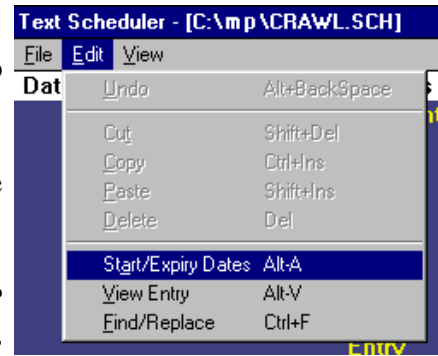 Text Scheduler - [C:\mp\CRAWL.SCH]
File Edit View
Dat s
Undo Alt+BackSpace
Cut Shift+Del
Copy Ctrl+Ins
Paste Shift+Ins
Delete Del
Start/Expiry Dates Alt-A
View Entry Alt-V
Find/Replace Ctrl+F
Entry